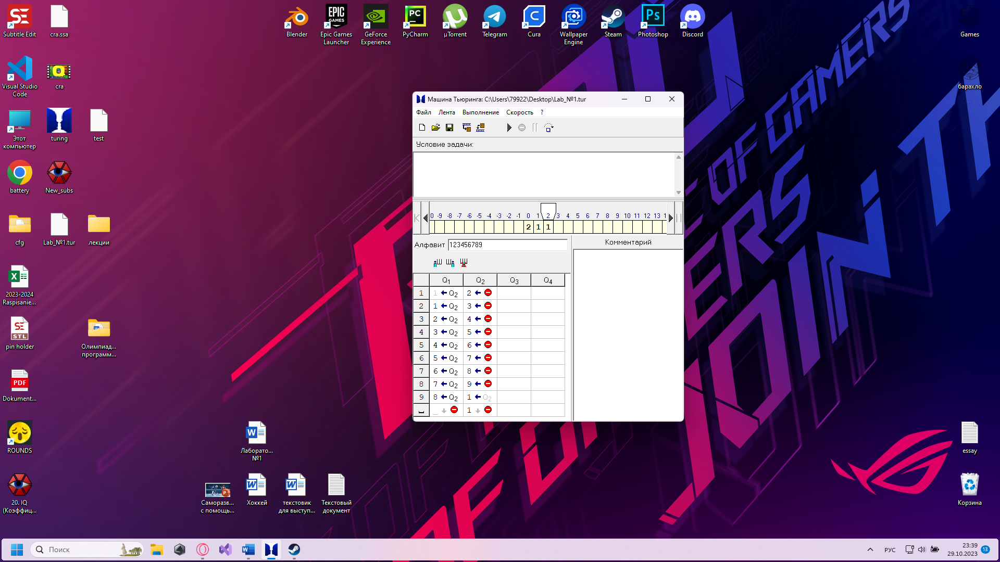 Subtitle Edit
cra.ssa
Blender
Epic Games
Launcher
GeForce
Experience
PyCharm
µTorrent
Telegram
Cura
Wallpaper
Engine
Steam
Photoshop
Discord
Games
Visual Studio
Code
cra
барахло
Этот
компьютер
turing
test
battery
New_subs
cfg
Lab_№1.tur
лекции
2023-2024
Raspisanie...
pin holder
Олимпиад...
программ...
Dokument...
ROUNDS
Лаборато...
№1
essay
20. IQ
(Коэффиц...
Саморазв...
с помощь...
Хоккей
текстовик
для выступ...
Текстовый
документ
Корзина
Машина Тьюринга: C:\Users\79922\Desktop\Lab_№1.tur
Файл Лента Выполнение Скорость ?
Условие задачи:
0 -9 -8 -7 -6 -5 -4 -3 -2 -1 0 1 2 3 4 5 6 7 8 9 10 11 12 13 1
2 1 1
Алфавит 123456789
Комментарий
Q1 Q2 Q3 Q4
1 1 ← Q2 2 ←
2 1 ← Q2 3 ←
3 2 ← Q2 4 ←
4 3 ← Q2 5 ←
5 4 ← Q2 6 ←
6 5 ← Q2 7 ←
7 6 ← Q2 8 ←
8 7 ← Q2 9 ←
9 8 ← Q2 1 ← Q2
_ ↓ 1 ↓
SE
SE
STL
PDF
PC
Ps
EPIC
GAMES
OF GAMERS
Поиск
РУС
23:39
29.10.2023
13